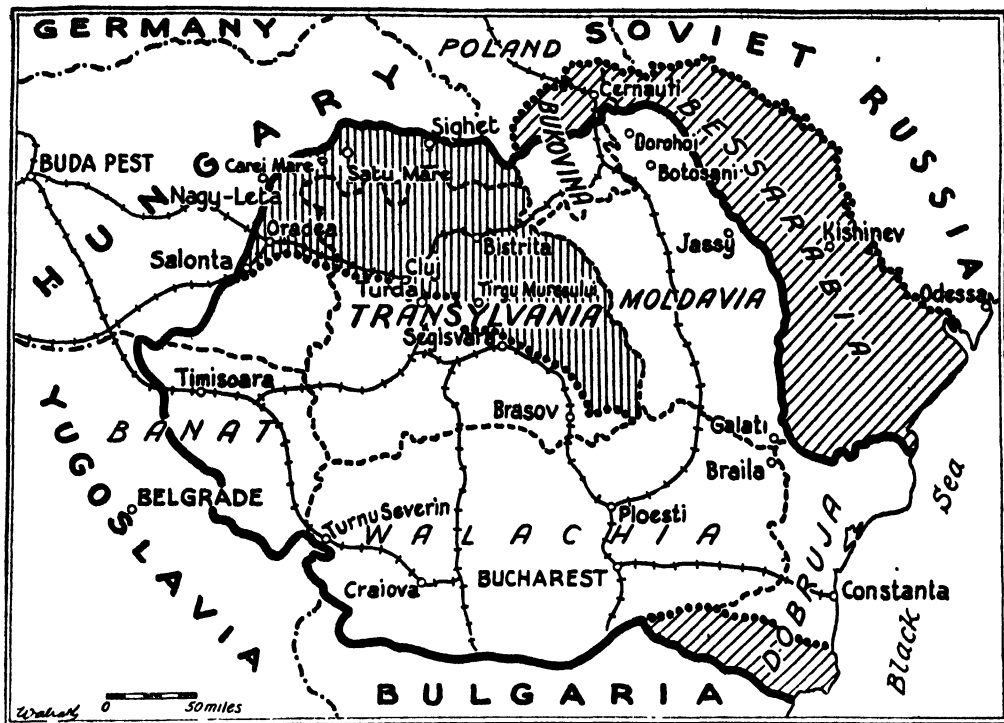 GERMANY
SOVIET RUSSIA
POLAND
HUNGARY
Cernauti
BUKOVINA
BESSARABIA
Sighet
Dorohoi
Botosani
BUDA PEST
Carei Mare
Satu Mare
Nagy-Leta
Oradea
Bistrita
Jassy
Kishinev
Salonta
Cluj
Turda
Tirgu Muresului
MOLDAVIA
Odessa
TRANSYLVANIA
Segisvara
Timisoara
Brasov
BANAT
Galati
Braila
YUGOSLAVIA
BELGRADE
Turnu Severin
Ploesti
WALACHIA
Black Sea
Craiova
BUCHAREST
DOBRUJA
Constanta
BULGARIA
0 50 miles